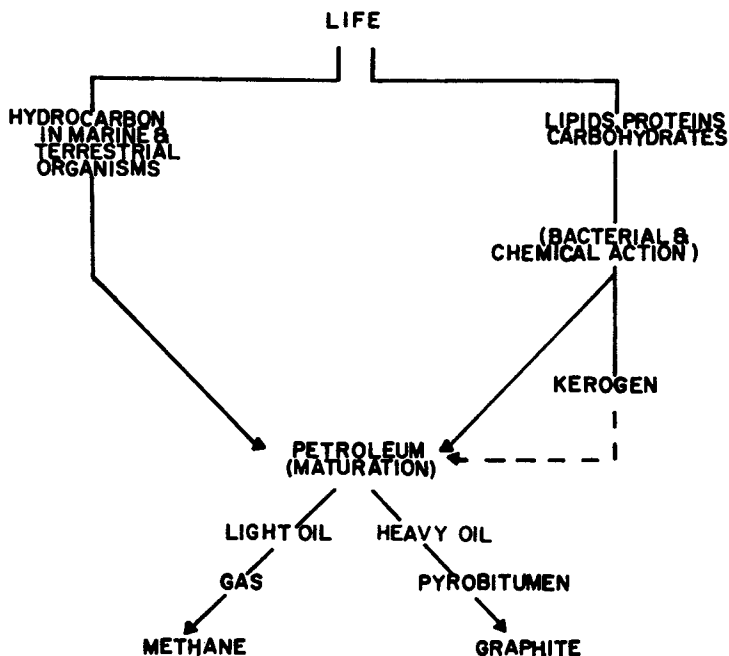 LIFE
HYDROCARBON
IN MARINE &
TERRESTRIAL
ORGANISMS
LIPIDS, PROTEINS
CARBOHYDRATES
(BACTERIAL &
CHEMICAL ACTION)
KEROGEN
PETROLEUM
(MATURATION)
LIGHT OIL
HEAVY OIL
GAS
PYROBITUMEN
METHANE
GRAPHITE